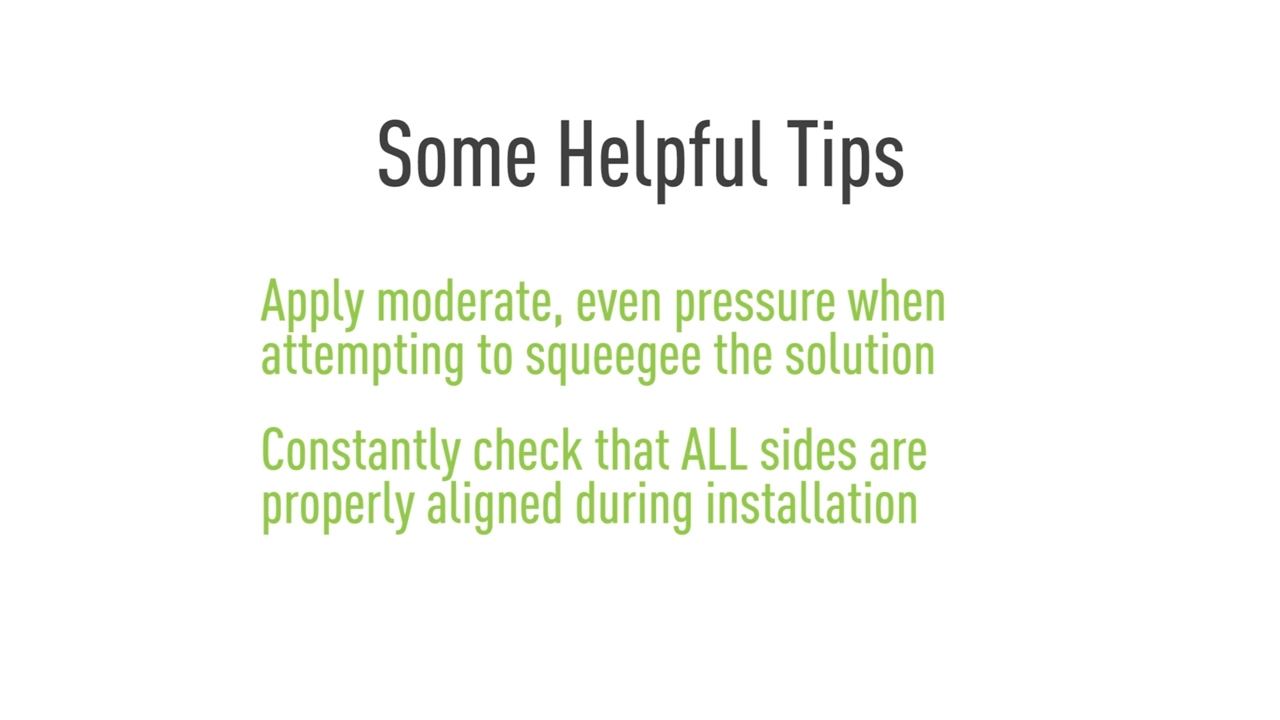 Some Helpful Tips
Apply moderate, even pressure when
attempting to squeegee the solution
Constantly check that ALL sides are
properly aligned during installation